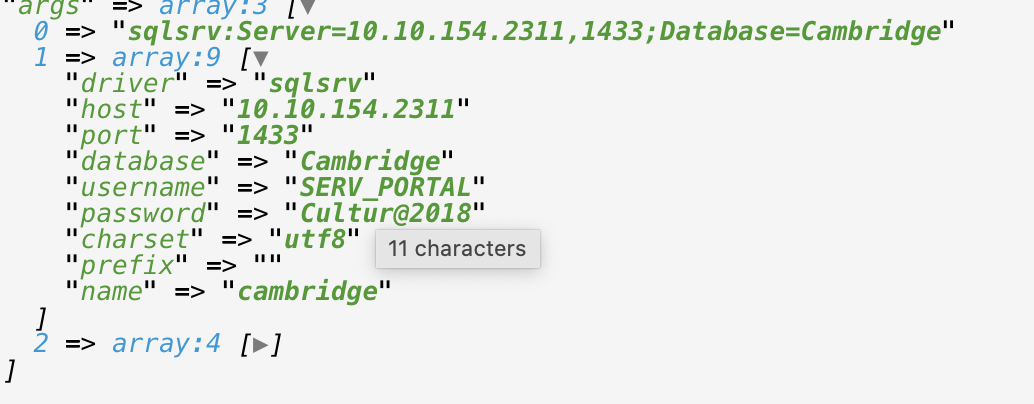 "args" => array:3 [▼
0 => "sqlsrv:Server=10.10.154.2311,1433;Database=Cambridge"
1 => array:9 [▼
"driver" => "sqlsrv"
"host" => "10.10.154.2311"
"port" => "1433"
"database" => "Cambridge"
"username" => "SERV_PORTAL"
"password" => "Cultur@2018"
"charset" => "utf8"
11 characters
"prefix" => ""
"name" => "cambridge"
]
2 => array:4 [▶]
]